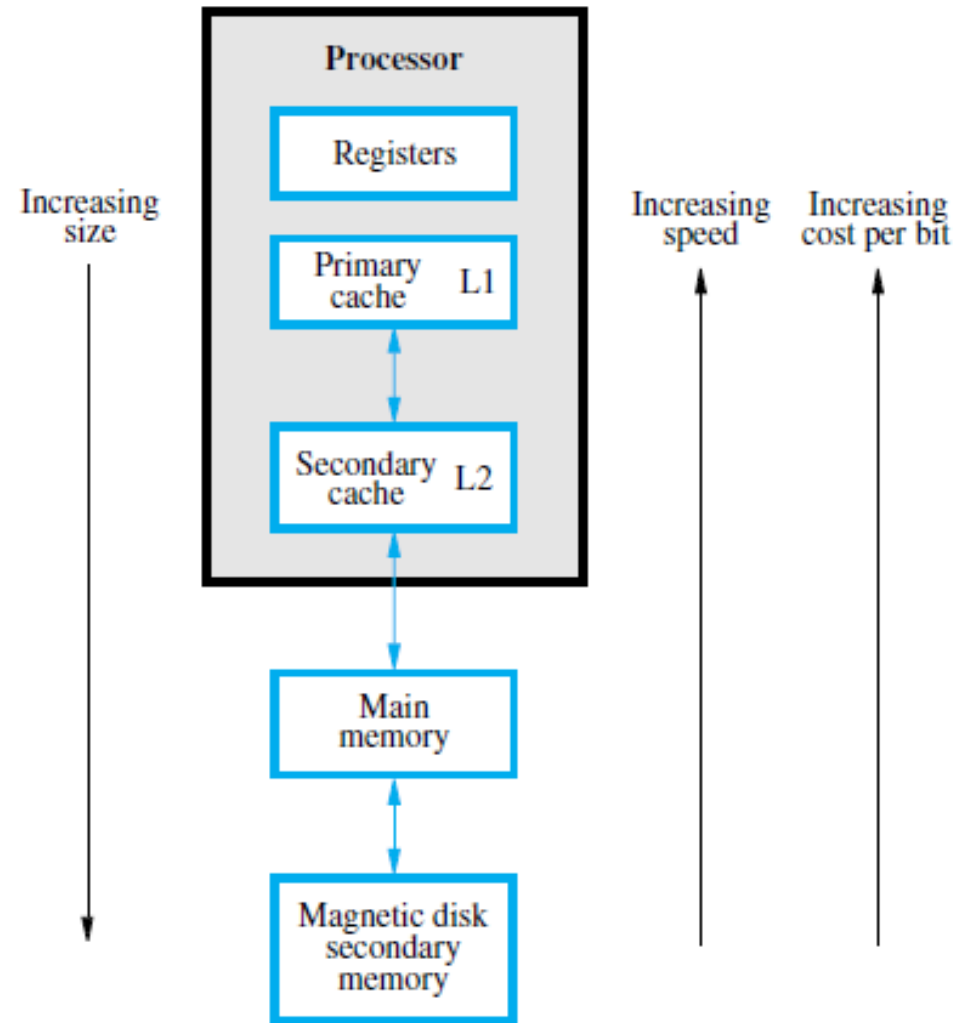 Processor
Registers
Increasing
size
Increasing
speed
Increasing
cost per bit
Primary
cache
L1
Secondary
cache
L2
Main
memory
Magnetic disk
secondary
memory